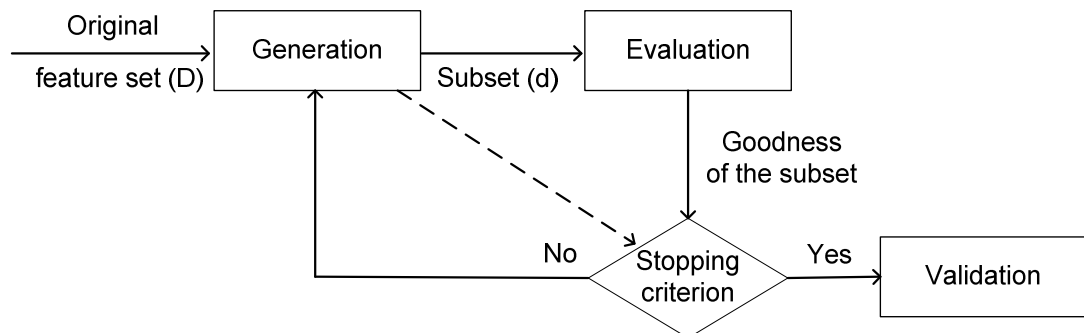 Original
feature set (D)
Generation
Subset (d)
Evaluation
Goodness
of the subset
Stopping
criterion
No
Yes
Validation